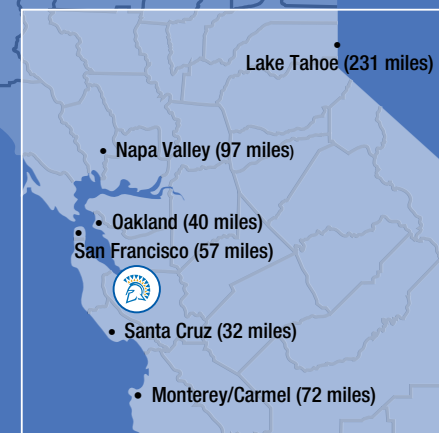 Lake Tahoe (231 miles)
Napa Valley (97 miles)
Oakland (40 miles)
San Francisco (57 miles)
Santa Cruz (32 miles)
Monterey/Carmel (72 miles)